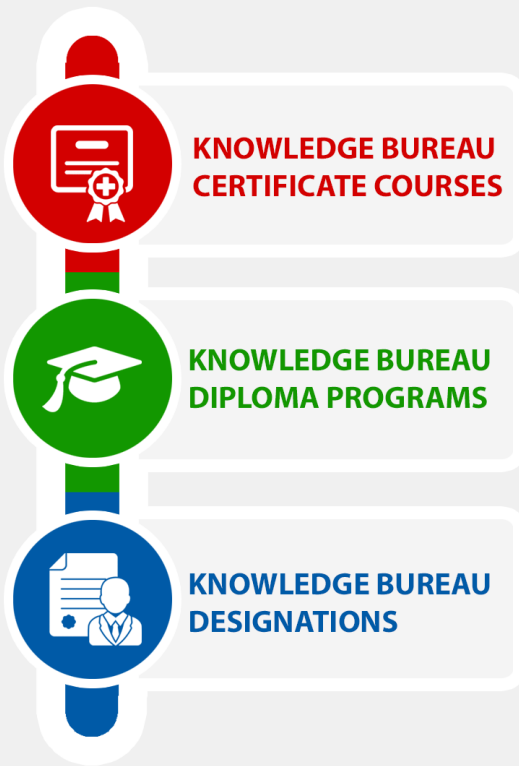 KNOWLEDGE BUREAU
CERTIFICATE COURSES
KNOWLEDGE BUREAU
DIPLOMA PROGRAMS
KNOWLEDGE BUREAU
DESIGNATIONS